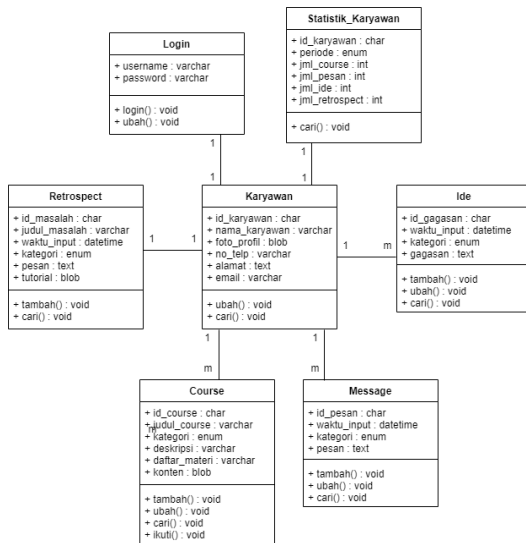 Statistik_Karyawan
+ id_karyawan : char
+ periode : enum
+ jml_course : int
+ jml_pesan : int
+ jml_ide : int
+ jml_retrospect : int
+ cari() : void
Login
+ username : varchar
+ password : varchar
+ login() : void
+ ubah() : void
1
1
1
1
Retrospect
+ id_masalah : char
+ judul_masalah : varchar
+ waktu_input : datetime
+ kategori : enum
+ pesan : text
+ tutorial : blob
+ tambah() : void
+ cari() : void
1
1
Karyawan
+ id_karyawan : char
+ nama_karyawan : varchar
+ foto_profil : blob
+ no_telp : varchar
+ alamat : text
+ email : varchar
+ ubah() : void
+ cari() : void
1
m
Ide
+ id_gagasan : char
+ waktu_input : datetime
+ kategori : enum
+ gagasan : text
+ tambah() : void
+ ubah() : void
+ cari() : void
1
1
m
m
Course
+ id_course : char
+ judul_course : varchar
+ kategori : enum
+ deskripsi : varchar
+ daftar_materi : varchar
+ konten : blob
+ tambah() : void
+ ubah() : void
+ cari() : void
+ ikuti() : void
m
Message
+ id_pesan : char
+ waktu_input : datetime
+ kategori : enum
+ pesan : text
+ tambah() : void
+ ubah() : void
+ cari() : void